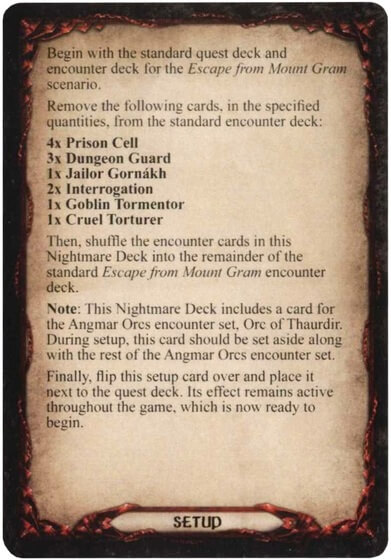 Begin with the standard quest deck and
encounter deck for the Escape from Mount Gram
scenario.
Remove the following cards, in the specified
quantities, from the standard encounter deck:
4x Prison Cell
3x Dungeon Guard
1x Jailor Gornákh
2x Interrogation
1x Goblin Tormentor
1x Cruel Torturer
Then, shuffle the encounter cards in this
Nightmare Deck into the remainder of the
standard Escape from Mount Gram encounter
deck.
Note: This Nightmare Deck includes a card for
the Angmar Orcs encounter set, Orc of Thaurdir.
During setup, this card should be set aside along
with the rest of the Angmar Orcs encounter set.
Finally, flip this setup card over and place it
next to the quest deck. Its effect remains active
throughout the game, which is now ready to
begin.
SETUP